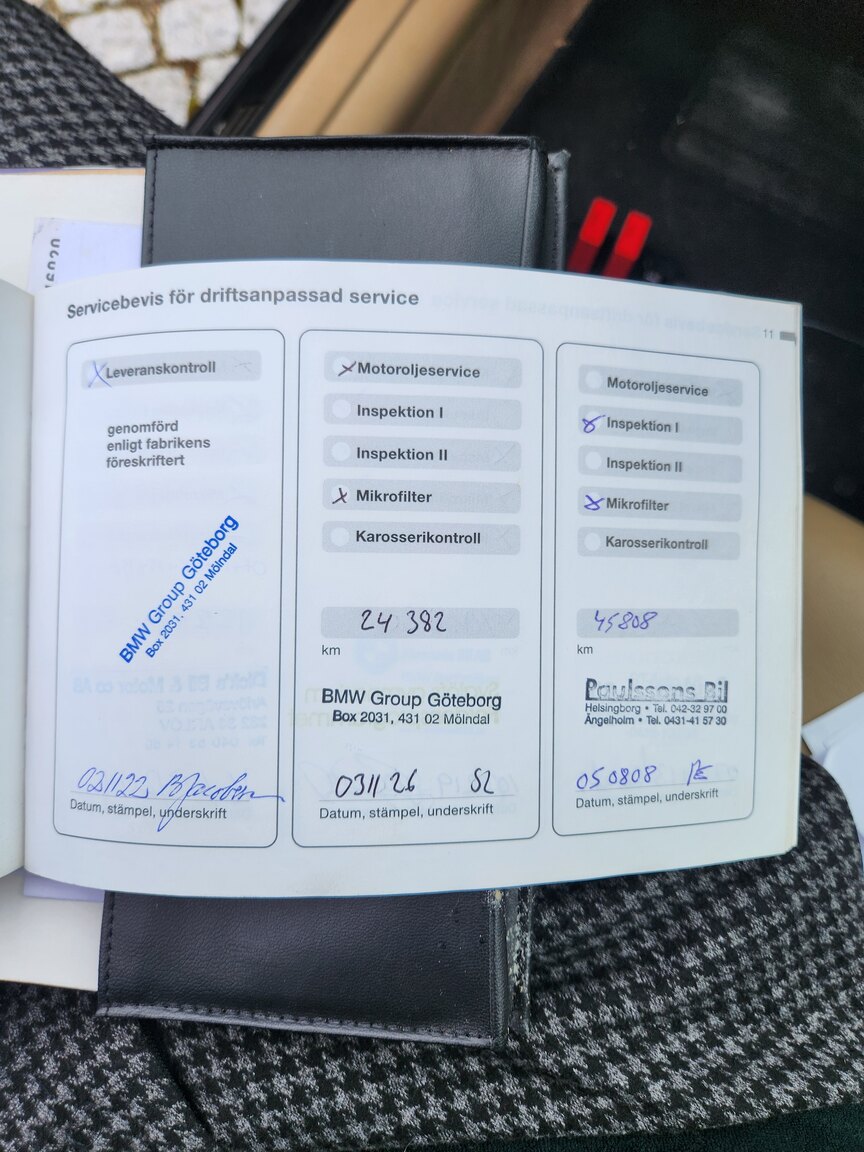 Servicebevis för driftsanpassad service
11
X Leveranskontroll
genomförd
enligt fabrikens
föreskriftert
BMW Group Göteborg
Box 2031, 431 02 Mölndal
021122 B Jacobsen
Datum, stämpel, underskrift
X Motoroljeservice
Inspektion I
Inspektion II
X Mikrofilter
Karosserikontroll
24 382
km
BMW Group Göteborg
Box 2031, 431 02 Mölndal
031126 S2
Datum, stämpel, underskrift
Motoroljeservice
X Inspektion I
Inspektion II
X Mikrofilter
Karosserikontroll
45808
km
Paulssons Bil
Helsingborg • Tel. 042-32 97 00
Ängelholm • Tel. 0431-41 57 30
050808 PE
Datum, stämpel, underskrift